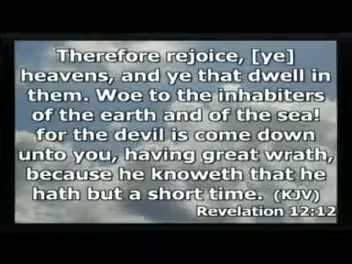 Therefore rejoice, [ye]
heavens, and ye that dwell in
them. Woe to the inhabiters
of the earth and of the sea!
for the devil is come down
unto you, having great wrath,
because he knoweth that he
hath but a short time. (KJV)
Revelation 12:12